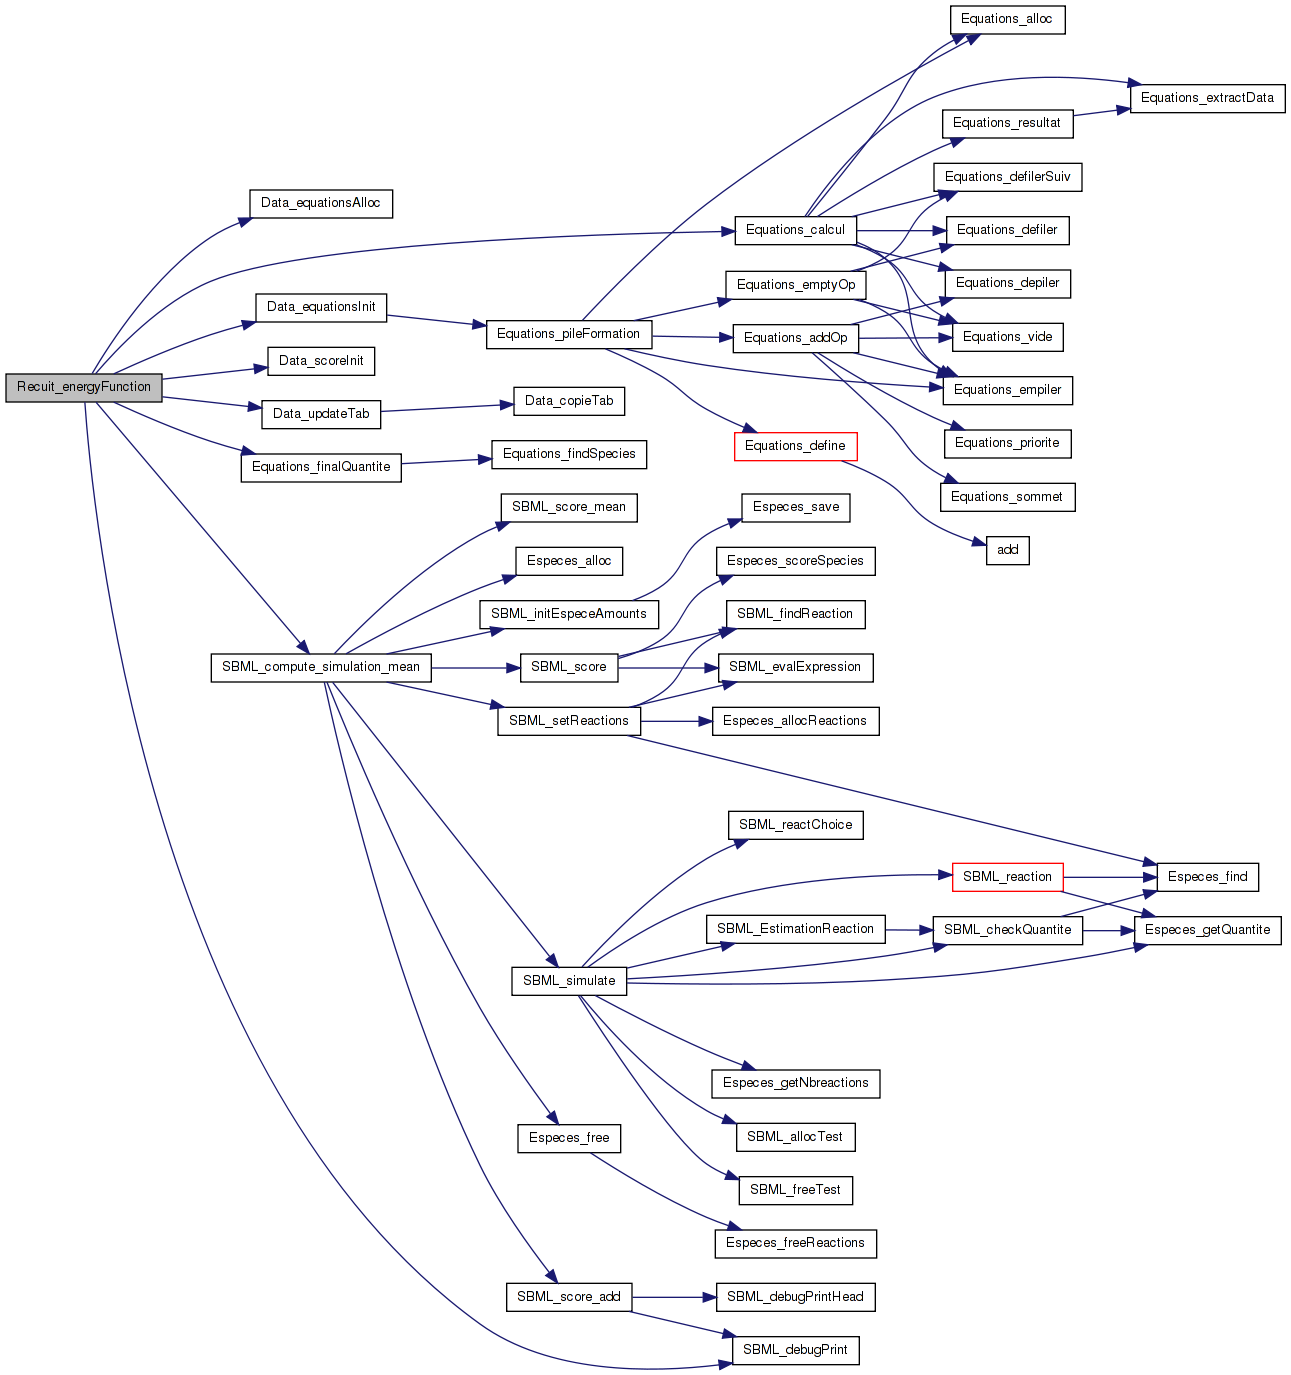 Equations_alloc
Equations_extractData
Equations_resultat
Equations_defilerSuiv
Data_equationsAlloc
Equations_calcul
Equations_defiler
Equations_emptyOp
Equations_depiler
Data_equationsInit
Equations_pileFormation
Equations_addOp
Equations_vide
Data_scoreInit
Recuit_energyFunction
Equations_empiler
Data_updateTab
Data_copieTab
Equations_define
Equations_priorite
Equations_finalQuantite
Equations_findSpecies
Equations_sommet
SBML_score_mean
Especes_save
add
Especes_alloc
Especes_scoreSpecies
SBML_initEspeceAmounts
SBML_findReaction
SBML_compute_simulation_mean
SBML_score
SBML_evalExpression
SBML_setReactions
Especes_allocReactions
SBML_reactChoice
SBML_reaction
Especes_find
SBML_EstimationReaction
SBML_checkQuantite
Especes_getQuantite
SBML_simulate
Especes_getNbreactions
Especes_free
SBML_allocTest
SBML_freeTest
Especes_freeReactions
SBML_score_add
SBML_debugPrintHead
SBML_debugPrint